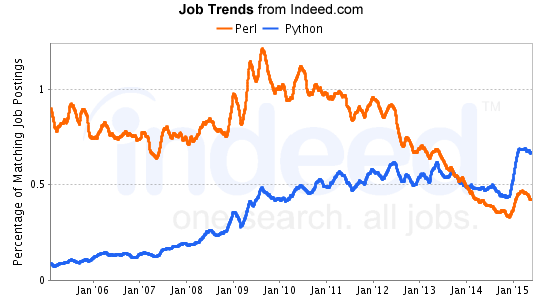 Job Trends from Indeed.com
Perl Python
Percentage of Matching Job Postings
1
0.5
0
Jan'06 Jan'07 Jan'08 Jan'09 Jan'10 Jan'11 Jan'12 Jan'13 Jan'14 Jan'15
indeed™
one search. all jobs.